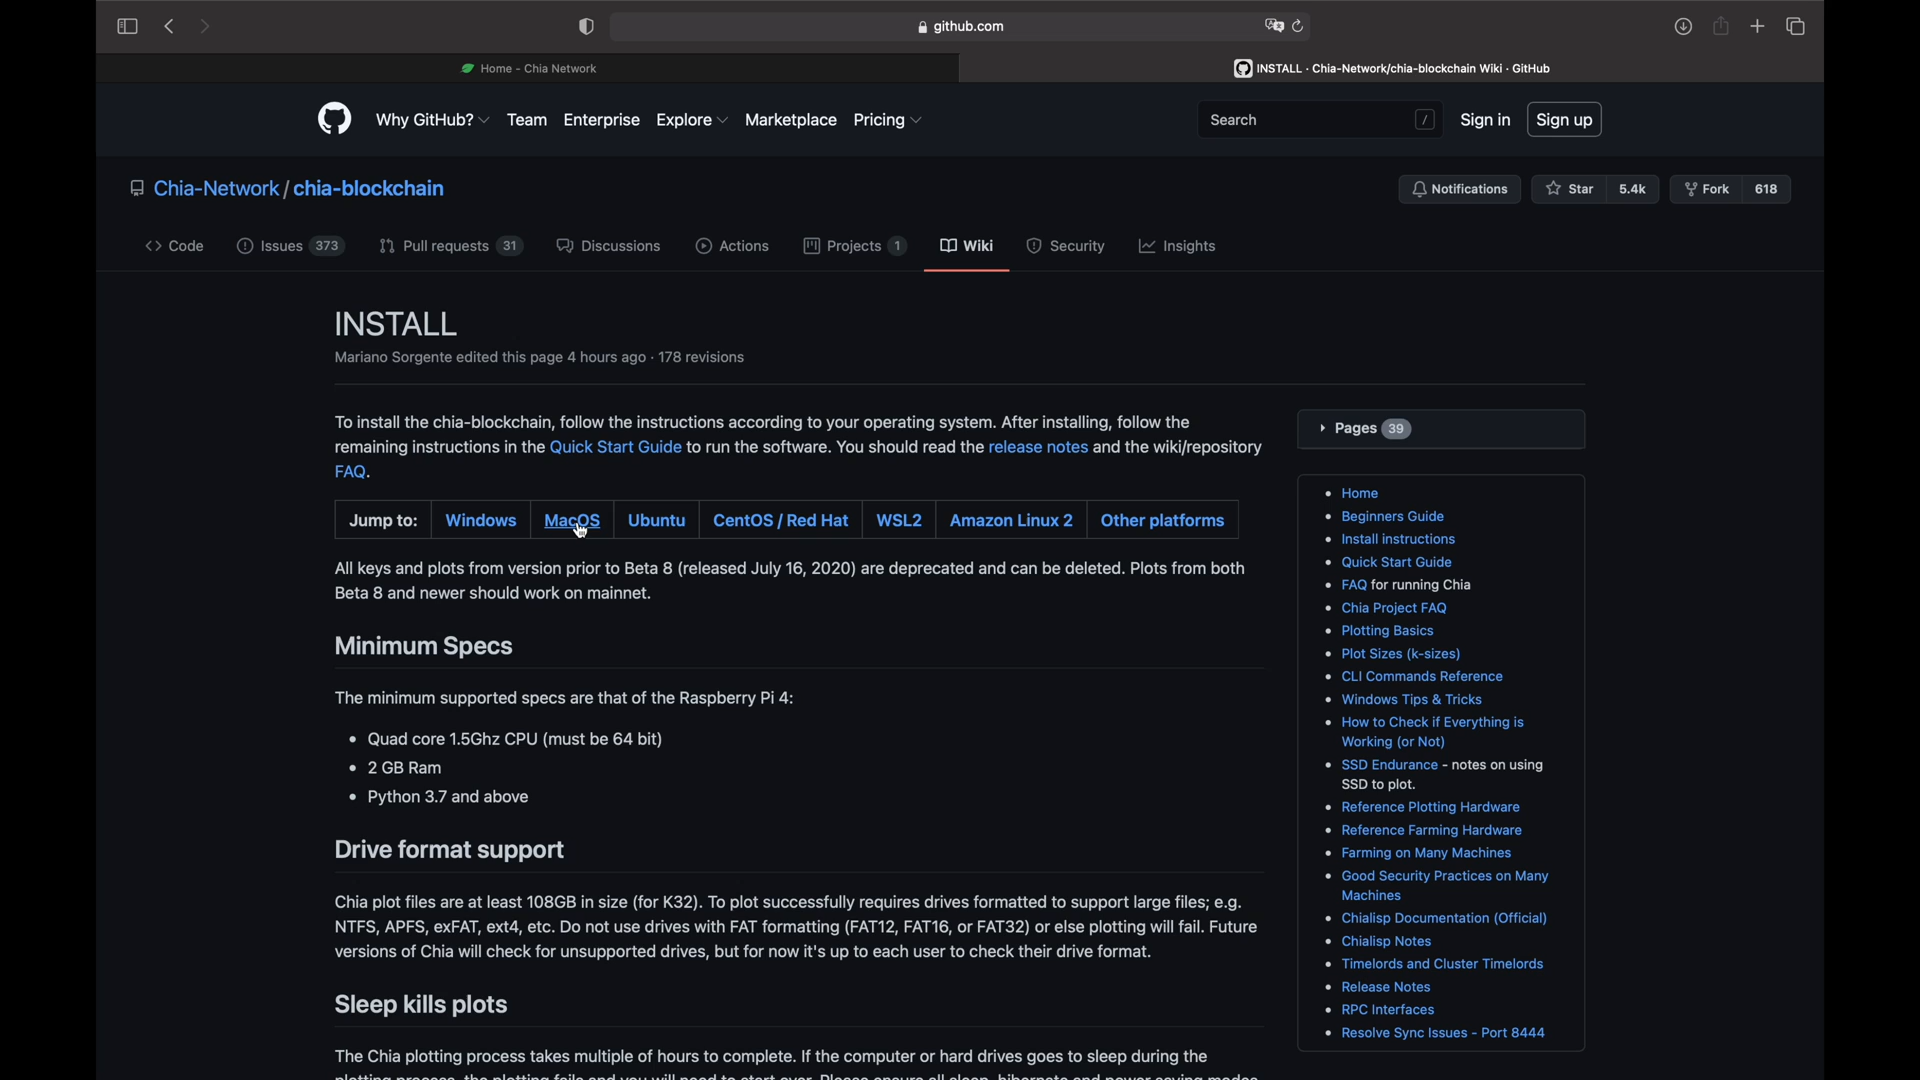 github.com
Home - Chia Network
INSTALL · Chia-Network/chia-blockchain Wiki · GitHub
Why GitHub? Team Enterprise Explore Marketplace Pricing
Search /
Sign in
Sign up
Chia-Network / chia-blockchain
Notifications
Star 5.4k
Fork 618
Code
Issues 373
Pull requests 31
Discussions
Actions
Projects 1
Wiki
Security
Insights
INSTALL
Mariano Sorgente edited this page 4 hours ago · 178 revisions
To install the chia-blockchain, follow the instructions according to your operating system. After installing, follow the
remaining instructions in the Quick Start Guide to run the software. You should read the release notes and the wiki/repository
FAQ.
Jump to: Windows MacOS Ubuntu CentOS / Red Hat WSL2 Amazon Linux 2 Other platforms
All keys and plots from version prior to Beta 8 (released July 16, 2020) are deprecated and can be deleted. Plots from both
Beta 8 and newer should work on mainnet.
Minimum Specs
The minimum supported specs are that of the Raspberry Pi 4:
• Quad core 1.5Ghz CPU (must be 64 bit)
• 2 GB Ram
• Python 3.7 and above
Drive format support
Chia plot files are at least 108GB in size (for K32). To plot successfully requires drives formatted to support large files; e.g.
NTFS, APFS, exFAT, ext4, etc. Do not use drives with FAT formatting (FAT12, FAT16, or FAT32) or else plotting will fail. Future
versions of Chia will check for unsupported drives, but for now it's up to each user to check their drive format.
Sleep kills plots
The Chia plotting process takes multiple of hours to complete. If the computer or hard drives goes to sleep during the
Pages 39
• Home
• Beginners Guide
• Install instructions
• Quick Start Guide
• FAQ for running Chia
• Chia Project FAQ
• Plotting Basics
• Plot Sizes (k-sizes)
• CLI Commands Reference
• Windows Tips & Tricks
• How to Check if Everything is
Working (or Not)
• SSD Endurance - notes on using
SSD to plot.
• Reference Plotting Hardware
• Reference Farming Hardware
• Farming on Many Machines
• Good Security Practices on Many
Machines
• Chialisp Documentation (Official)
• Chialisp Notes
• Timelords and Cluster Timelords
• Release Notes
• RPC Interfaces
• Resolve Sync Issues - Port 8444